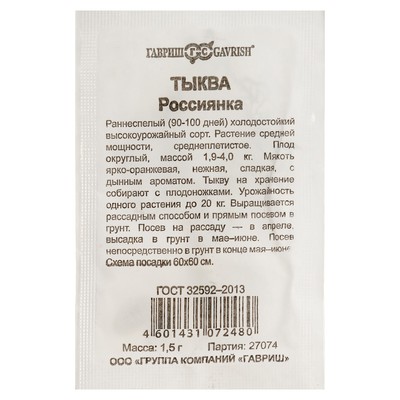 ГАВРИШ Г С GAVRISH®
ТЫКВА
Россиянка
Раннеспелый (90-100 дней) холодостойкий
высокоурожайный сорт. Растение средней
мощности, среднеплетистое. Плод
округлый, массой 1,9-4,0 кг. Мякоть
ярко-оранжевая, нежная, сладкая, с
дынным ароматом. Тыкву на хранение
собирают с плодоножками. Урожайность
одного растения до 20 кг. Выращивается
рассадным способом и прямым посевом в
грунт. Посев на рассаду — в апреле,
высадка в грунт в мае–июне. Посев
непосредственно в грунт в конце мая–июне.
Схема посадки 60х60 см.
ГОСТ 32592–2013
4 601431 072480
Масса: 1,5 г Партия: 27074
ООО «ГРУППА КОМПАНИЙ «ГАВРИШ»